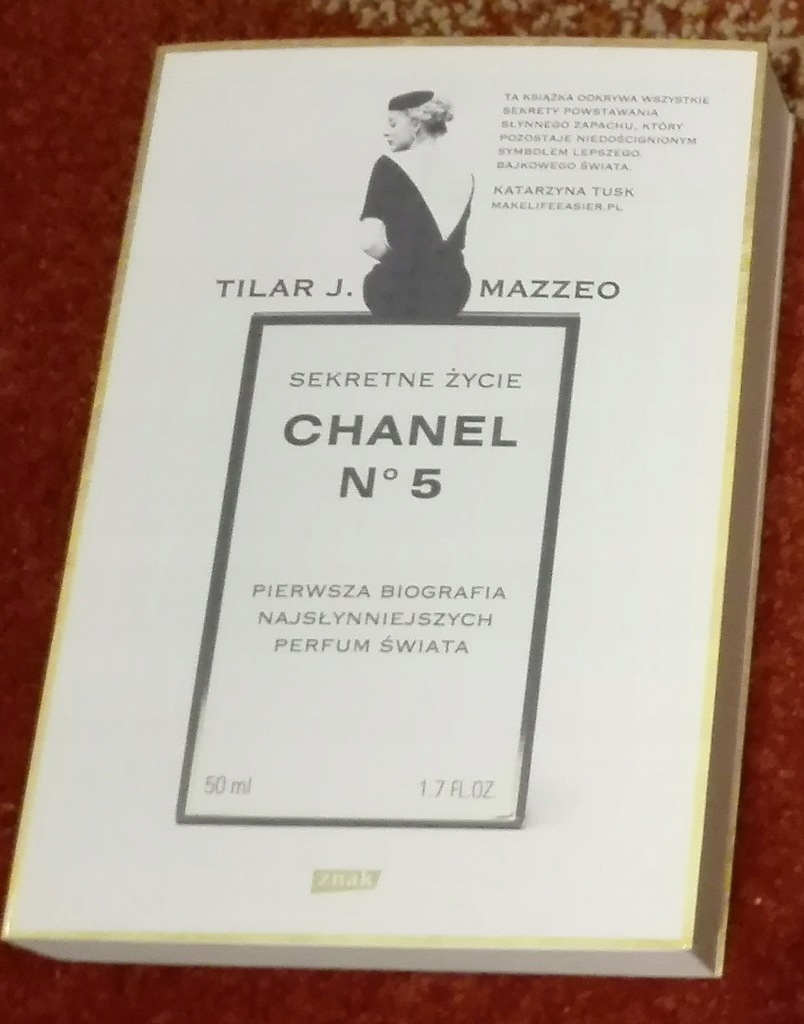 TA KSIĄŻKA ODKRYWA WSZYSTKIE
SEKRETY POWSTAWANIA
SŁYNNEGO ZAPACHU, KTÓRY
POZOSTAJE NIEDOŚCIGNIONYM
SYMBOLEM LEPSZEGO,
BAJKOWEGO ŚWIATA.
KATARZYNA TUSK
MAKELIFEEASIER.PL
TILAR J. MAZZEO
SEKRETNE ŻYCIE
CHANEL
Nº 5
PIERWSZA BIOGRAFIA
NAJSŁYNNIEJSZYCH
PERFUM ŚWIATA
50 ml 1.7 FL.OZ
znak